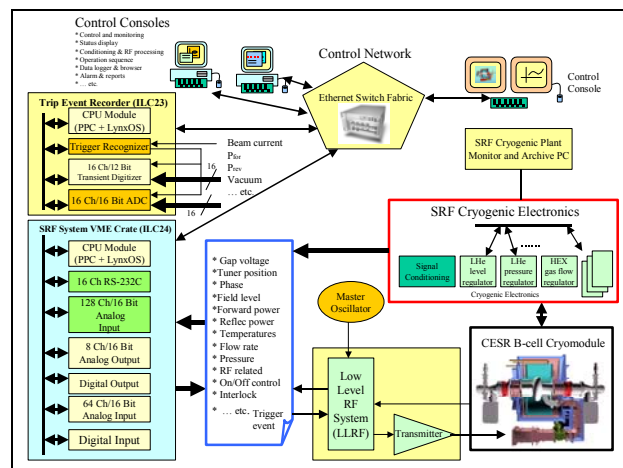 Control Consoles
* Control and monitoring
* Status display
* Conditioning & RF processing
* Operation sequence
* Data logger & browser
* Alarm & reports
* … etc.
Control Network
Ethernet Switch Fabric
Control
Console
Trip Event Recorder (ILC23)
CPU Module
(PPC + LynxOS)
Trigger Recognizer
16 Ch/12 Bit
Transient Digitizer
16 Ch/16 Bit ADC
16
16
Beam current
Pfor
Prev
Vacuum
… etc.
SRF Cryogenic Plant
Monitor and Archive PC
SRF Cryogenic Electronics
Signal
Conditioning
LHe
level
regulator
LHe
pressure
regulator
HEX
gas flow
regulator
Cryogenic Electronics
SRF System VME Crate (ILC24)
CPU Module
(PPC + LynxOS)
16 Ch RS-232C
128 Ch/16 Bit
Analog
Input
8 Ch/16 Bit
Analog Output
Digital Output
64 Ch/16 Bit
Analog Input
Digital Input
* Gap voltage
*Tuner position
* Phase
*Field level
* Forward power
* Reflec power
* Temperatures
* Flow rate
* Pressure
* RF related
* On/Off control
* Interlock
* … etc.
Trigger
event
Master
Oscillator
Low
Level
RF
System
(LLRF)
Transmitter
CESR B-cell Cryomodule